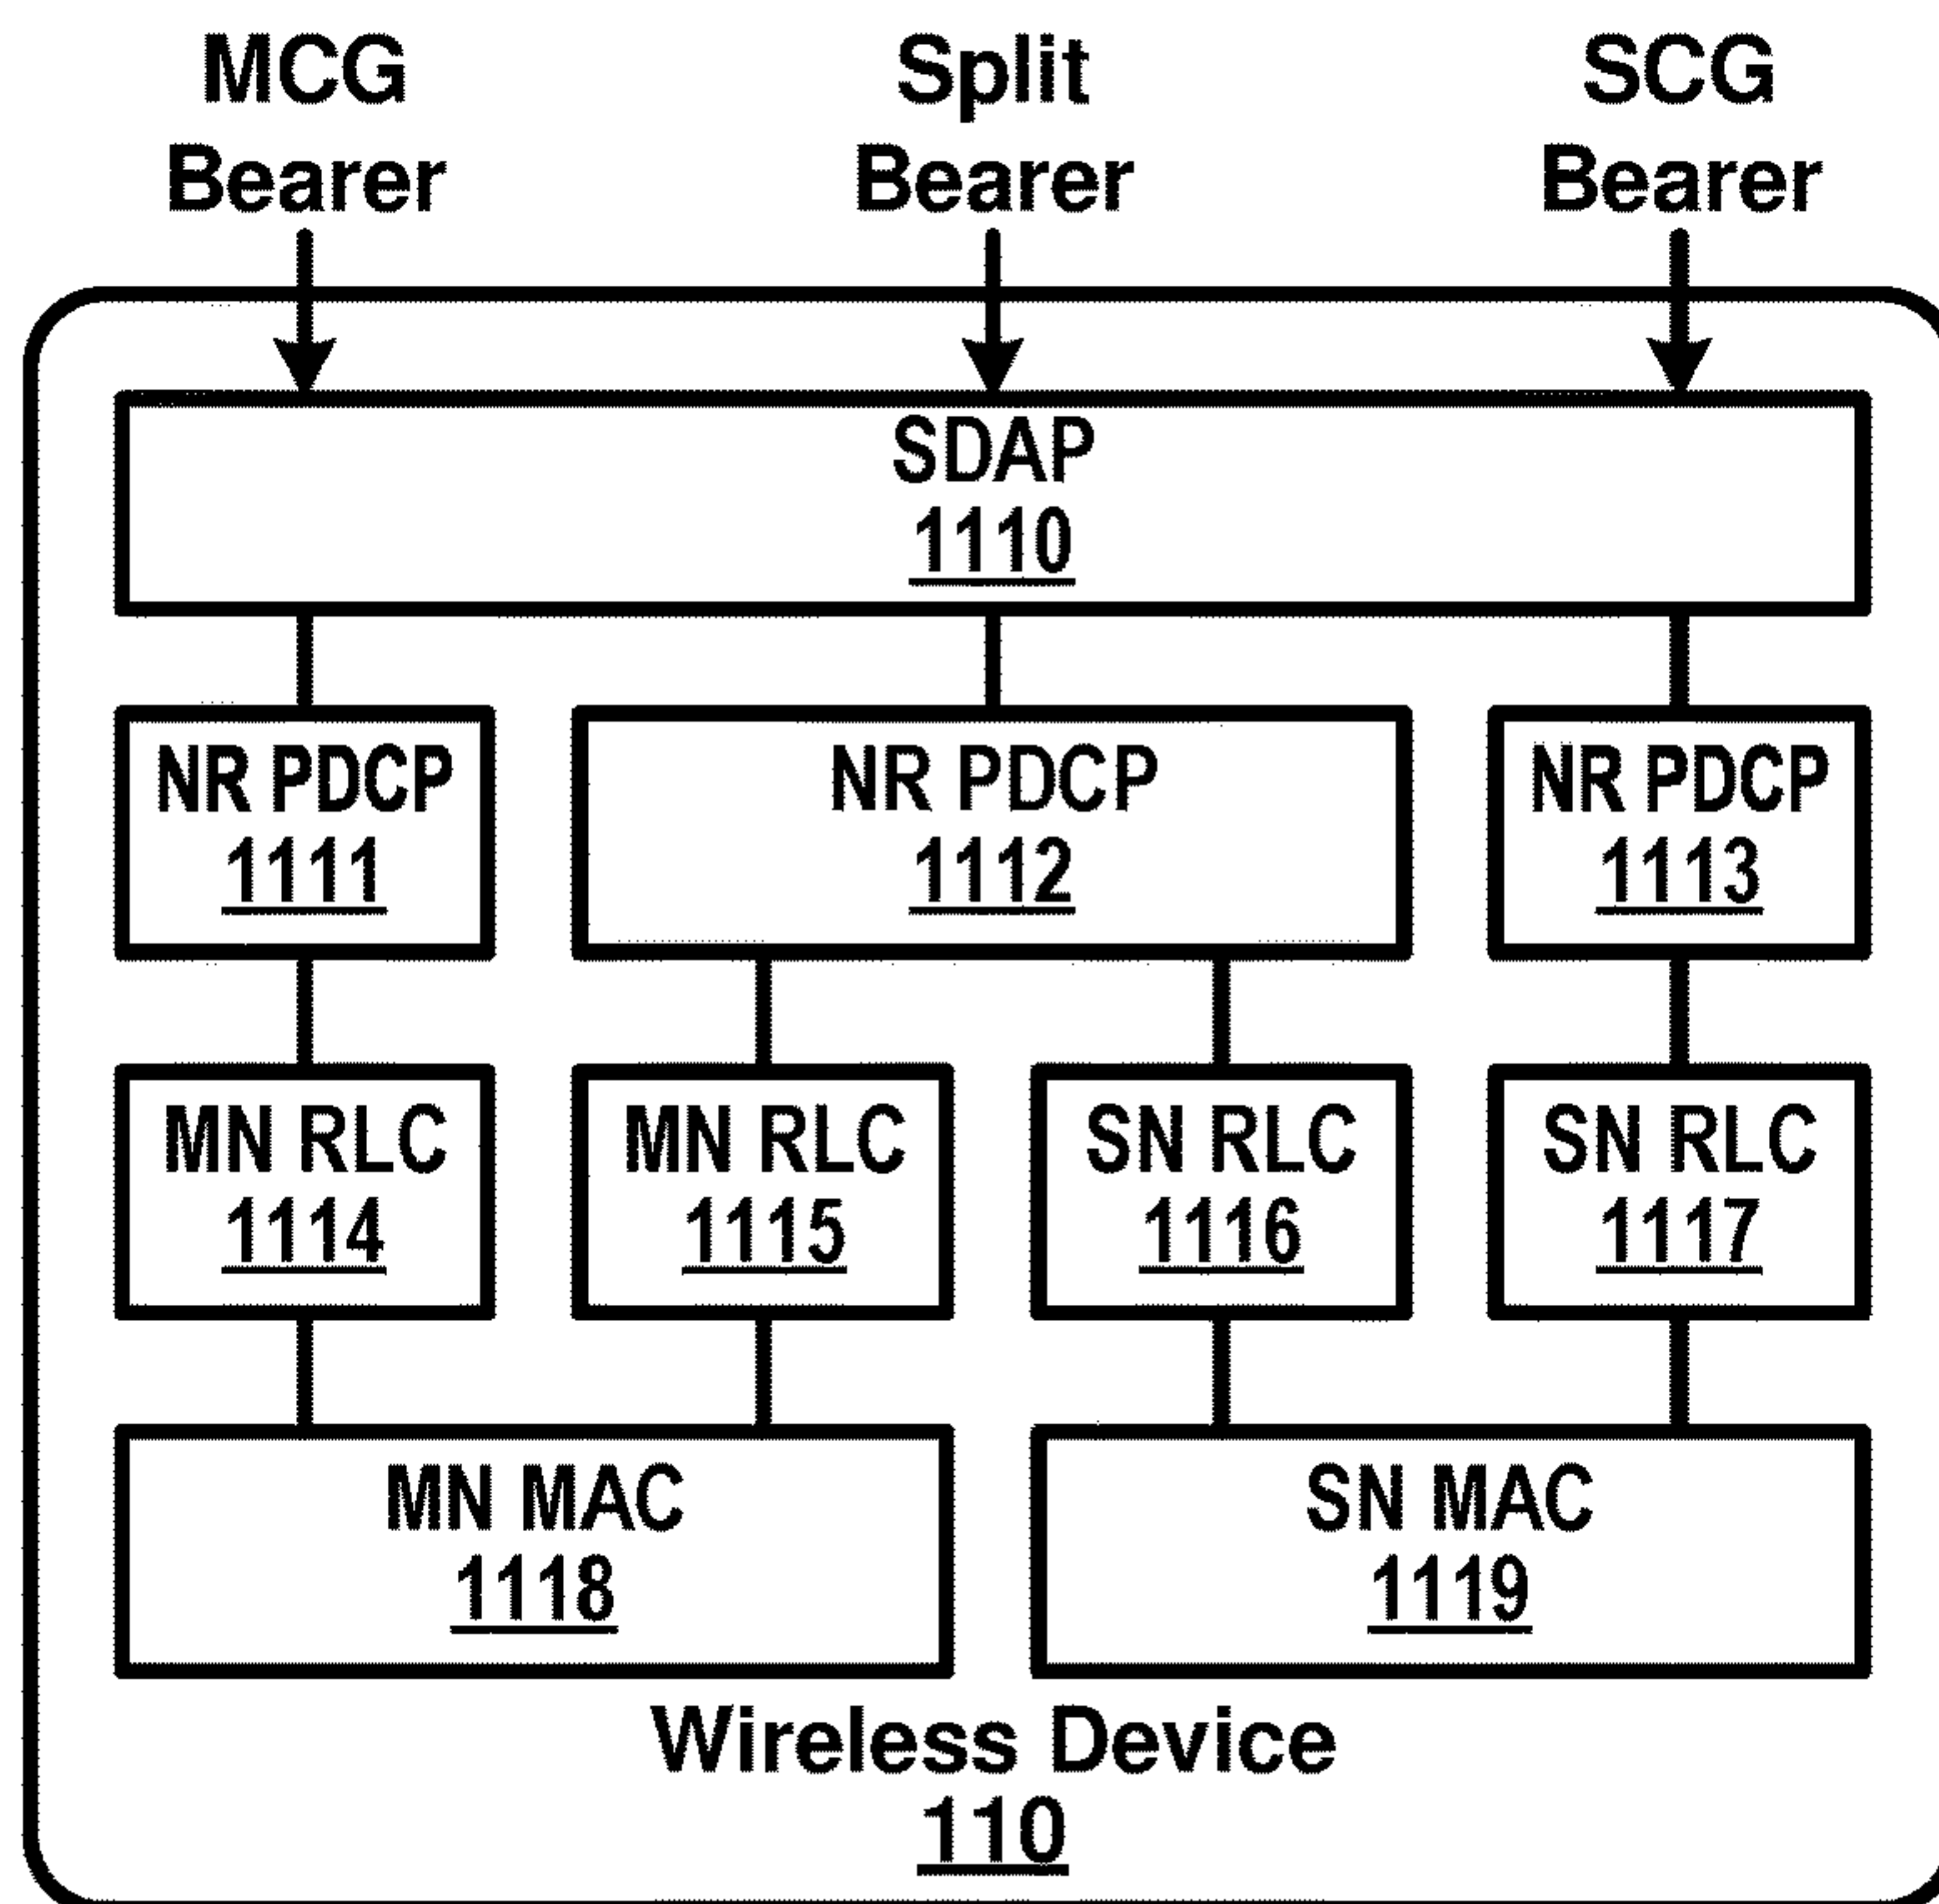 MCG
Bearer
Split
Bearer
SCG
Bearer
SDAP
1110
NR PDCP
1111
NR PDCP
1112
NR PDCP
1113
MN RLC
1114
MN RLC
1115
SN RLC
1116
SN RLC
1117
MN MAC
1118
SN MAC
1119
Wireless Device
110